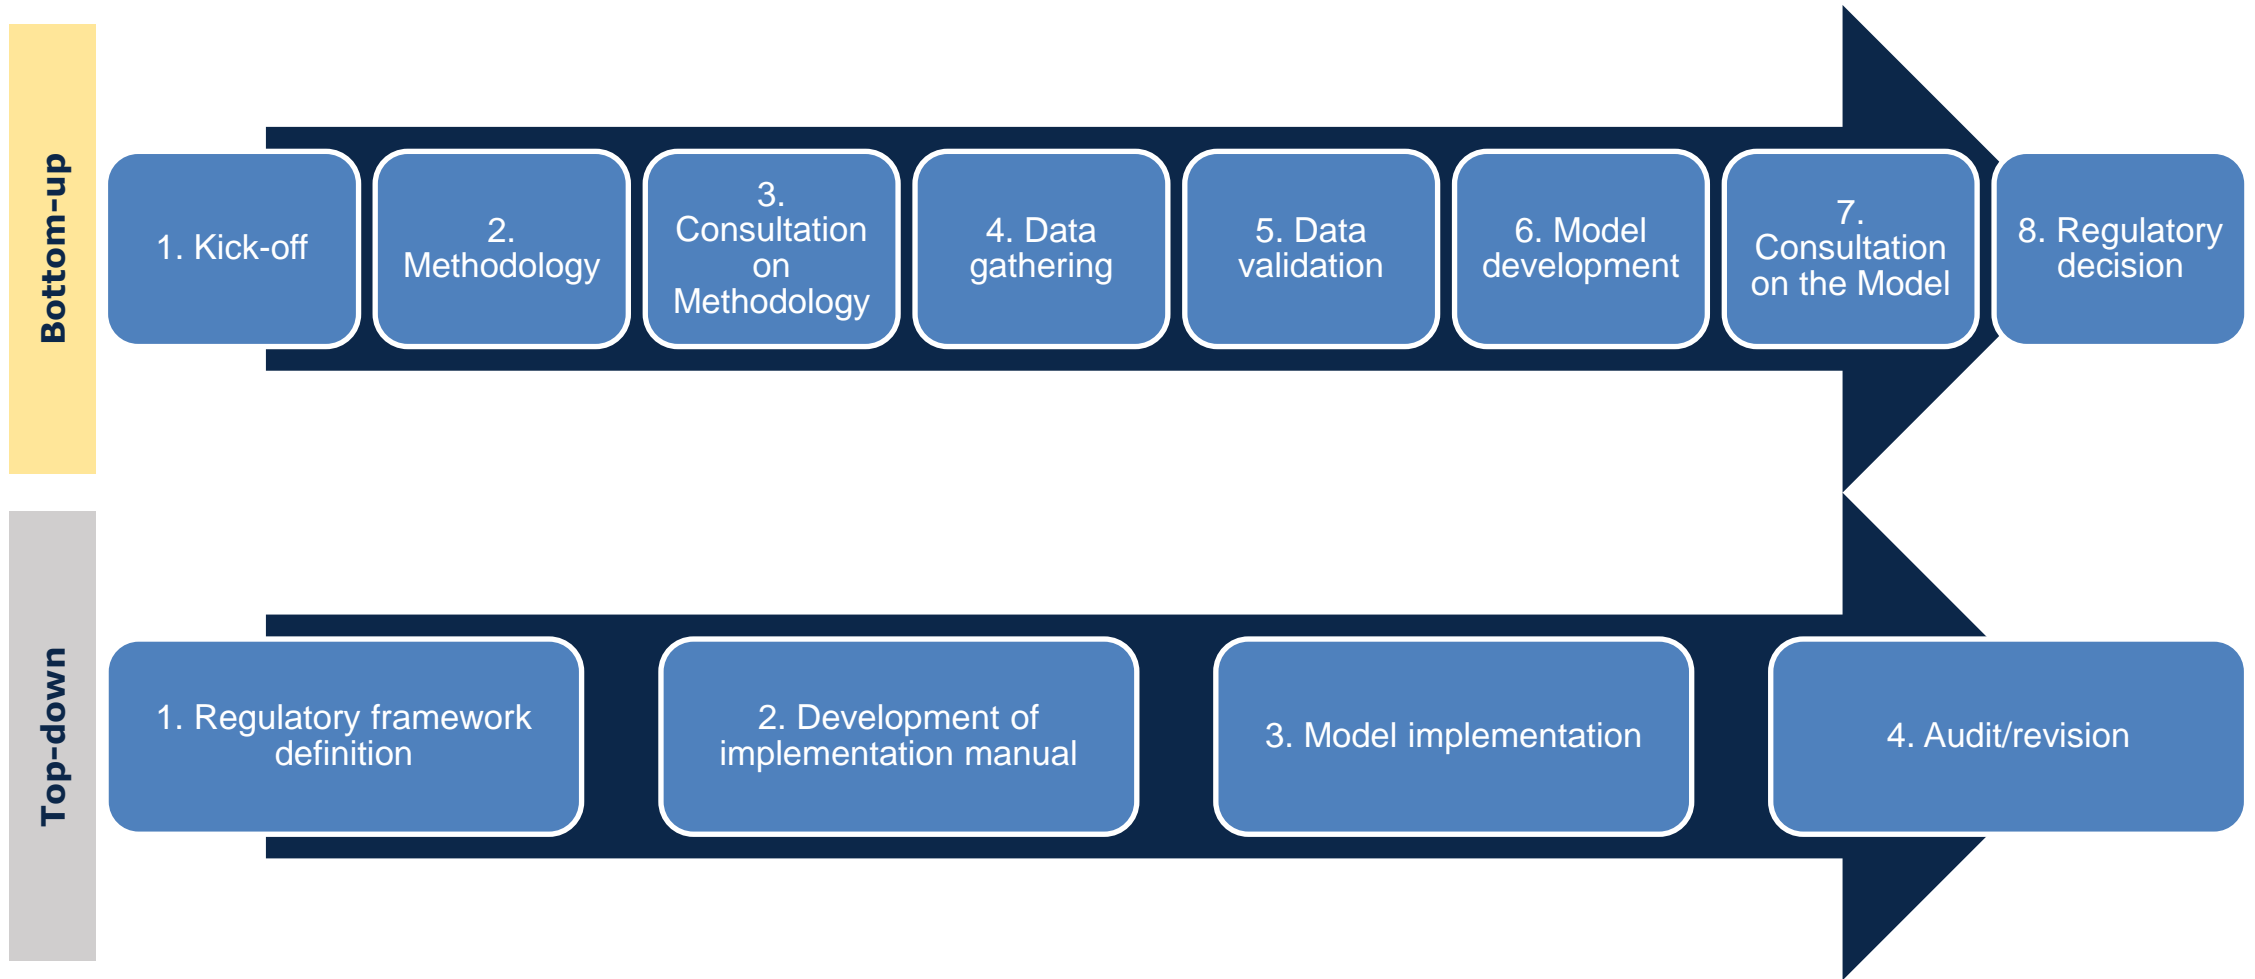 Bottom-up
1. Kick-off
2.
Methodology
3.
Consultation
on
Methodology
4. Data
gathering
5. Data
validation
6. Model
development
7.
Consultation
on the Model
8. Regulatory
decision
Top-down
1. Regulatory framework
definition
2. Development of
implementation manual
3. Model implementation
4. Audit/revision